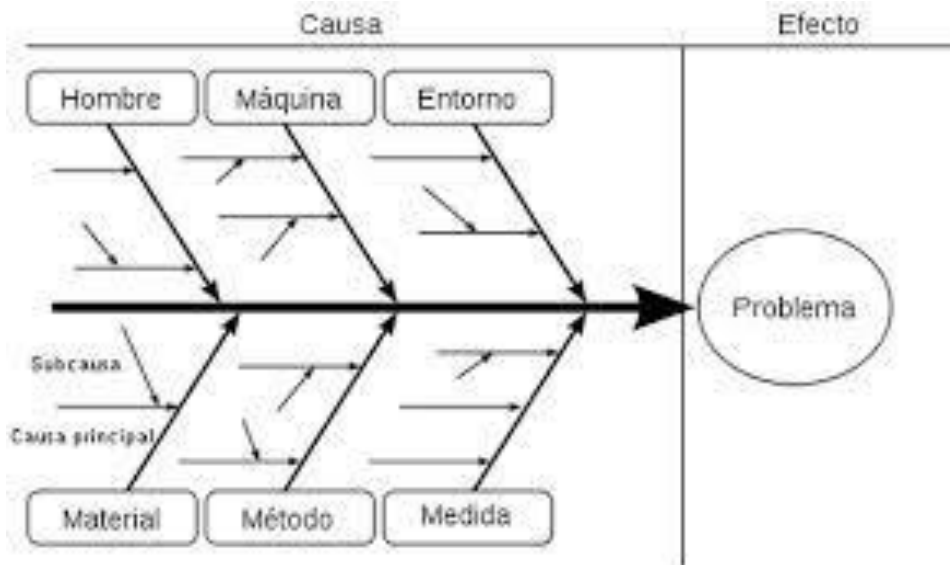 Causa
Efecto
Hombre
Máquina
Entorno
Problema
Subcausa
Causa principal
Material
Método
Medida